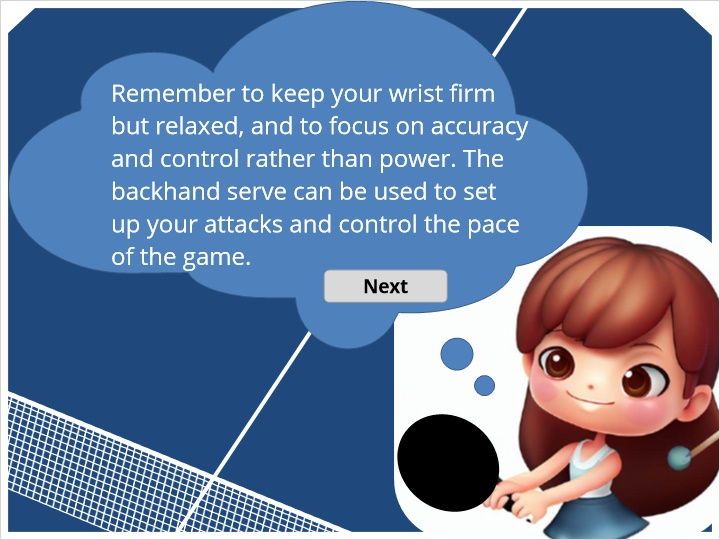 Remember to keep your wrist firm
but relaxed, and to focus on accuracy
and control rather than power. The
backhand serve can be used to set
up your attacks and control the pace
of the game.
Next